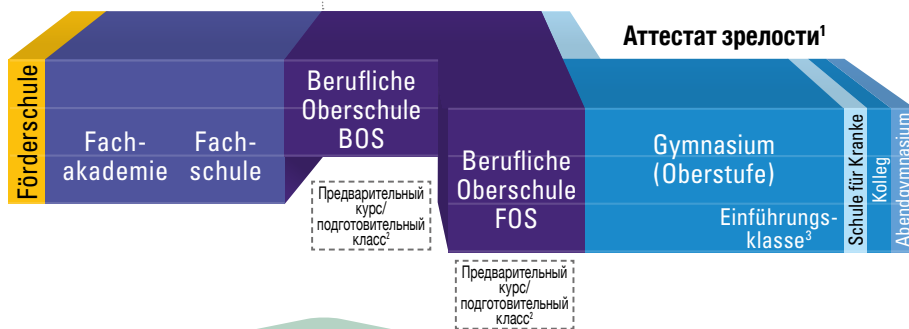 Аттестат зрелости¹
Förderschule
Fach-
akademie
Fach-
schule
Berufliche
Oberschule
BOS
Предварительный
курс/
подготовительный
класс²
Berufliche
Oberschule
FOS
Предварительный
курс/
подготовительный
класс²
Gymnasium
(Oberstufe)
Einführungs-
klasse³
Schule für Kranke
Kolleg
Abendgymnasium